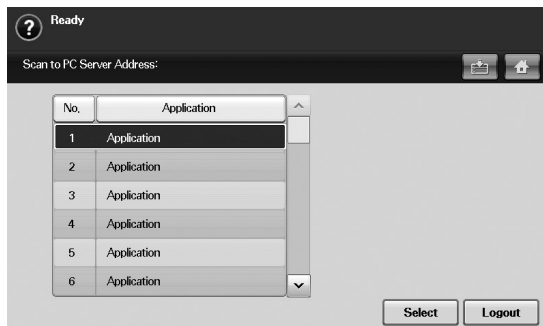 ?
Ready
Scan to PC Server Address:
No. Application
1 Application
2 Application
3 Application
4 Application
5 Application
6 Application
Select Logout